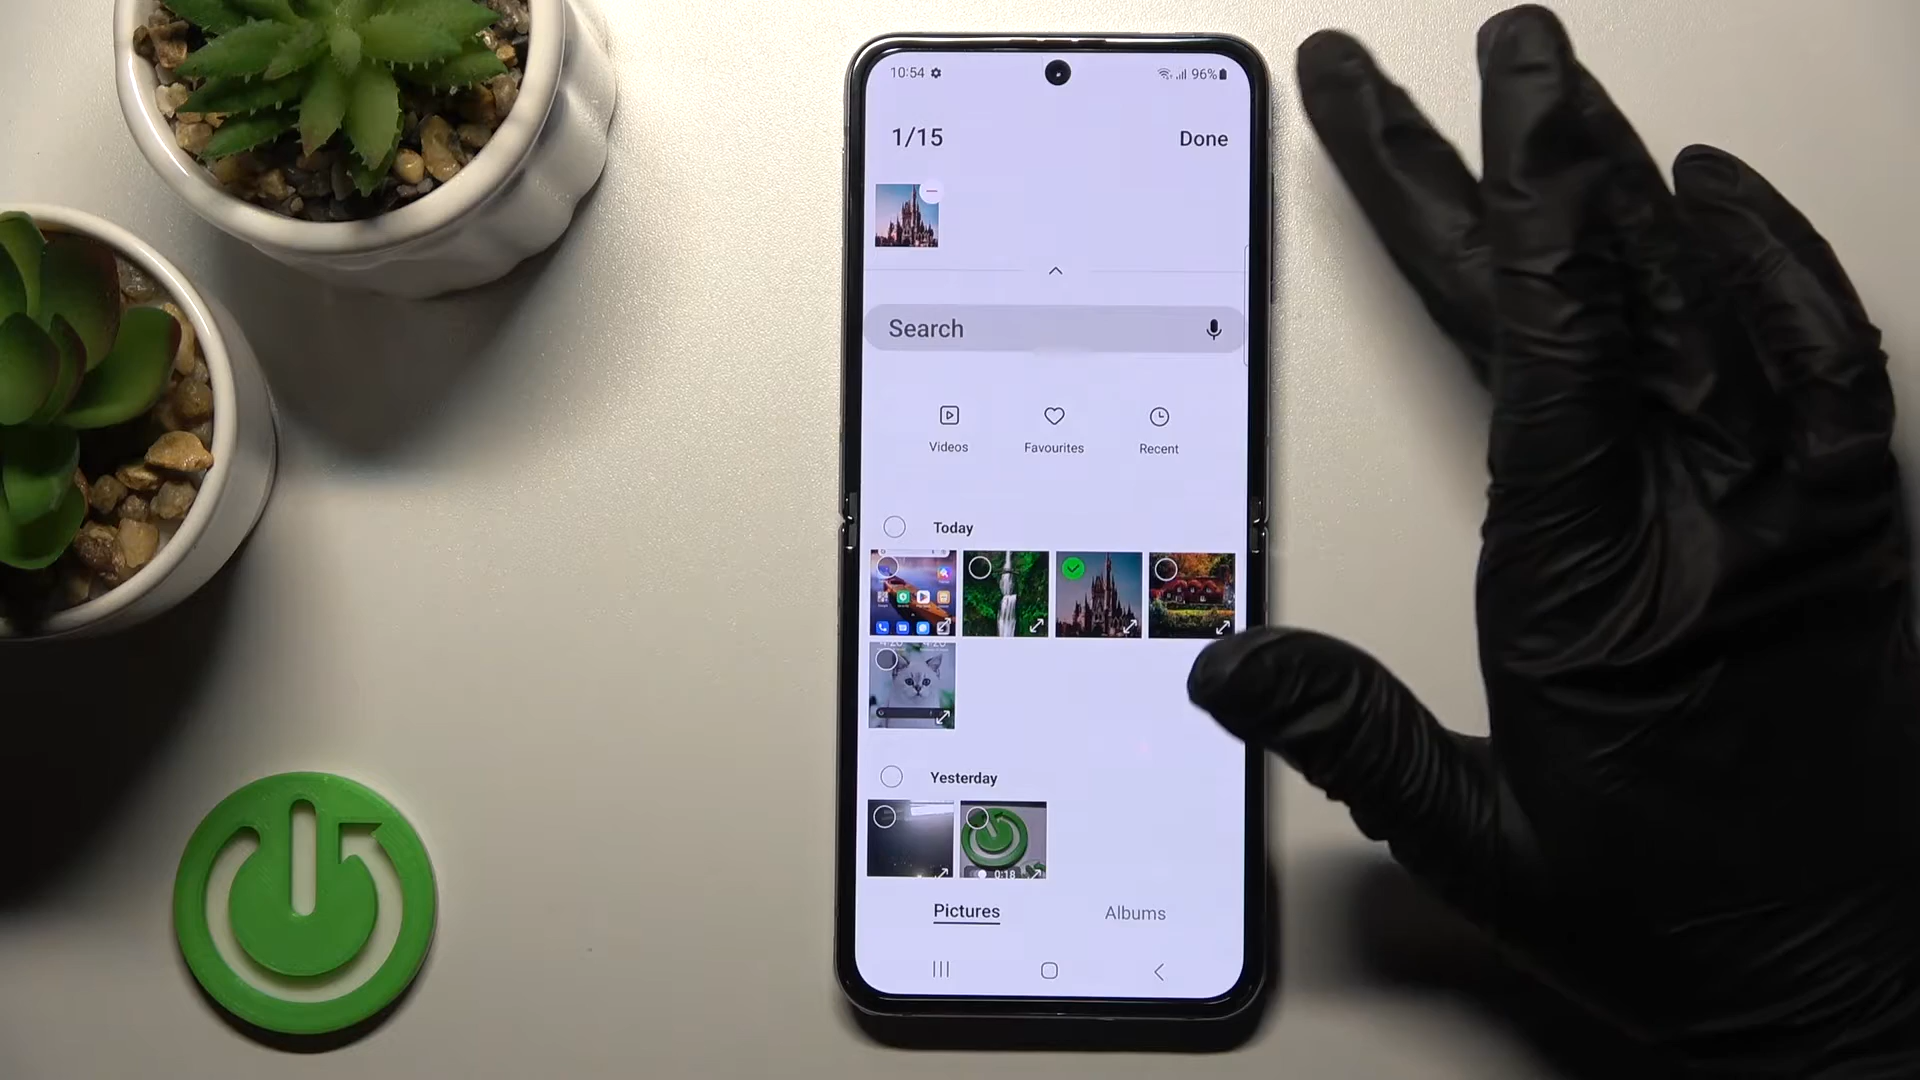 10:54
96%
1/15
Done
Search
Videos
Favourites
Recent
Today
Yesterday
0:18
Pictures
Albums